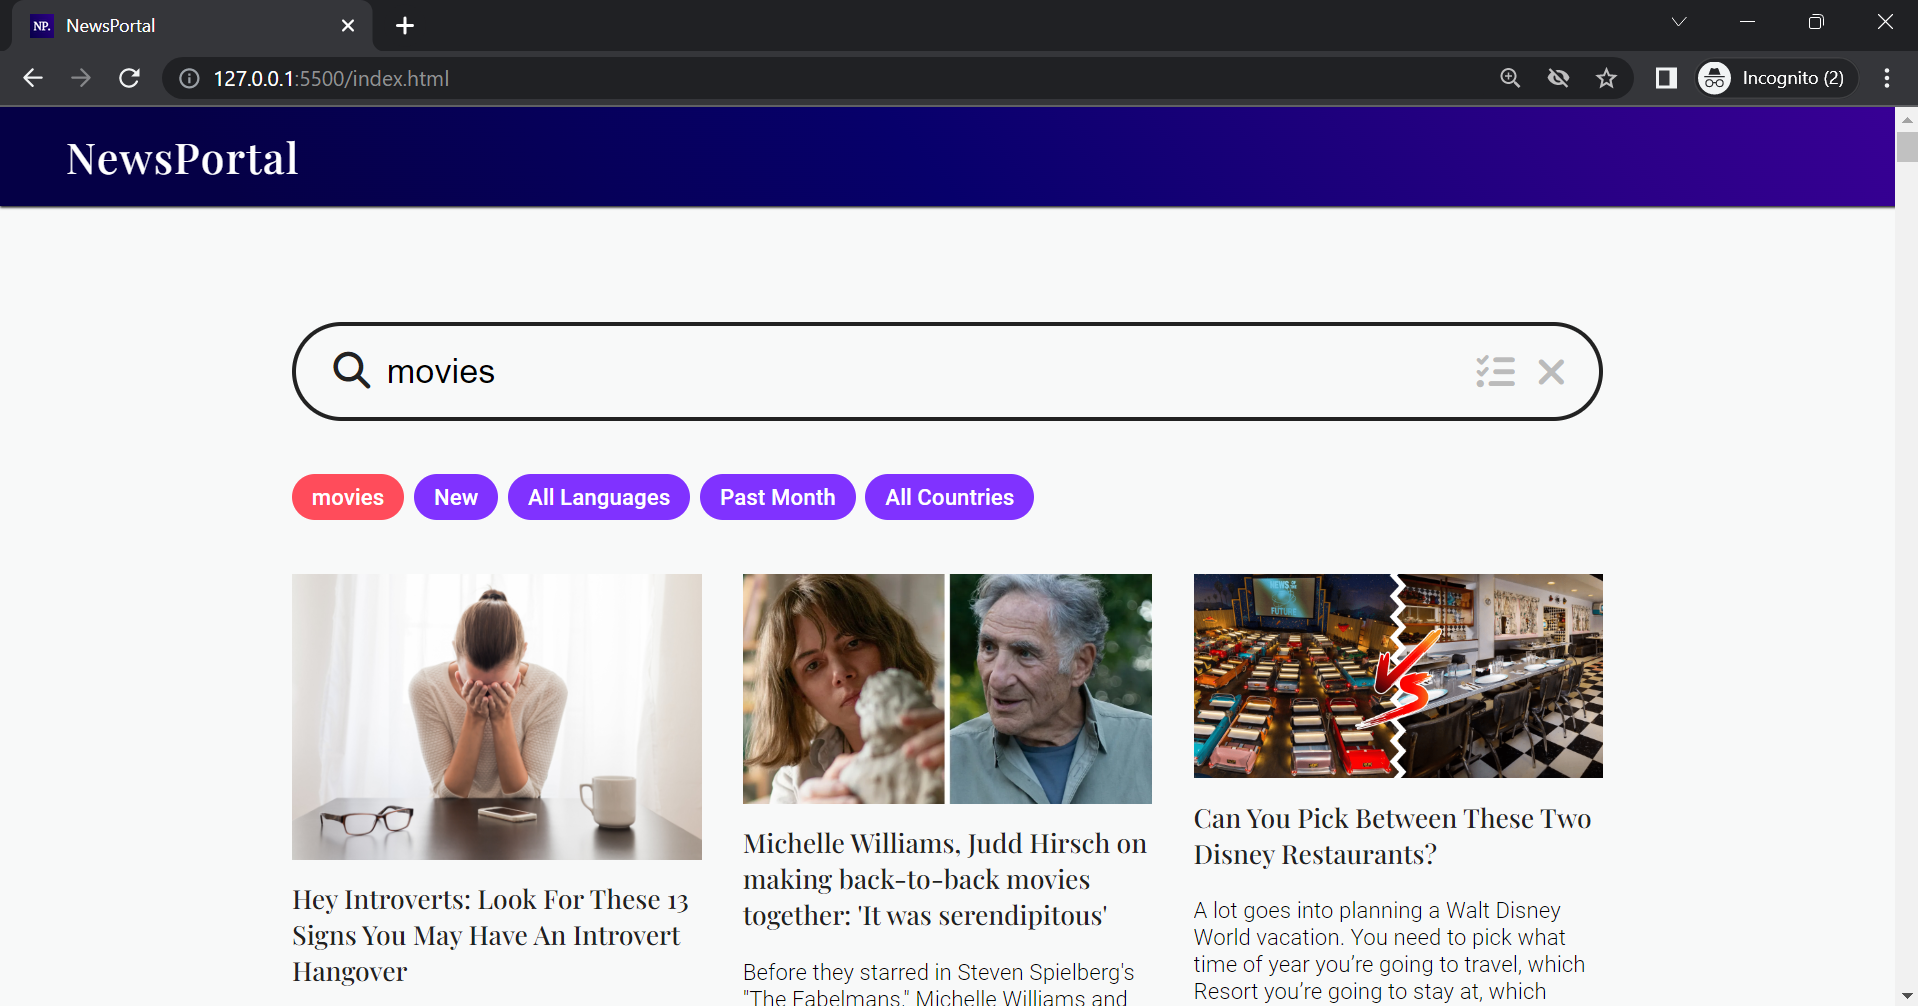 NP.
NewsPortal
127.0.0.1:5500/index.html
Incognito (2)
NewsPortal
movies
movies
New
All Languages
Past Month
All Countries
NEWS OF THE
FUTURE
VS
Hey Introverts: Look For These 13
Signs You May Have An Introvert
Hangover
Michelle Williams, Judd Hirsch on
making back-to-back movies
together: 'It was serendipitous'
Before they starred in Steven Spielberg's
"The Fabelmans," Michelle Williams and
Can You Pick Between These Two
Disney Restaurants?
A lot goes into planning a Walt Disney
World vacation. You need to pick what
time of year you’re going to travel, which
Resort you’re going to stay at, which